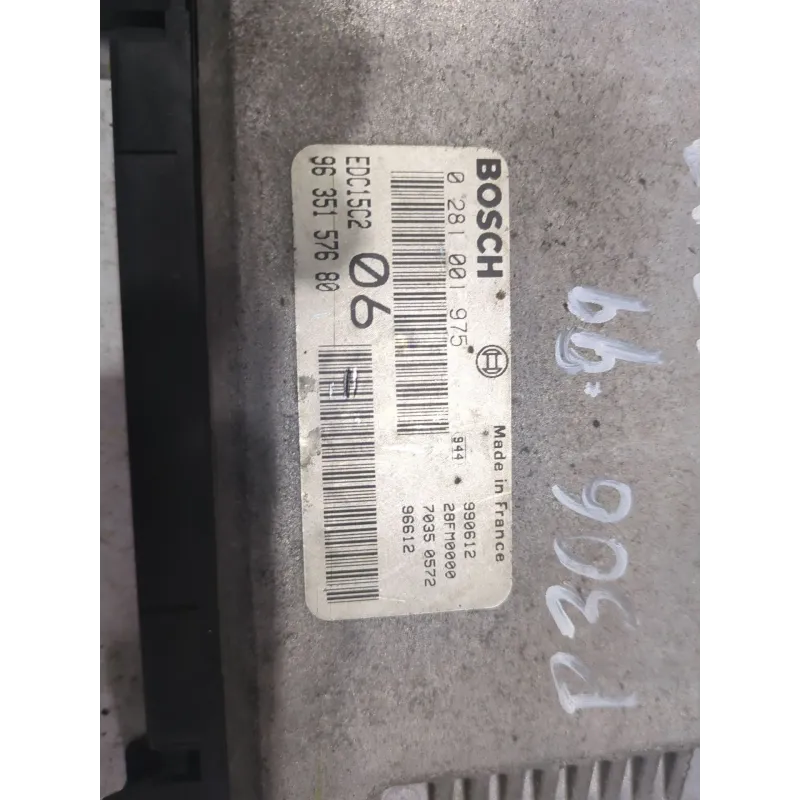 BOSCH
Made in France
0 281 001 975
944
990612
28FM0000
7035 0572
96612
EDC15C2
06
96 351 576 80
P306